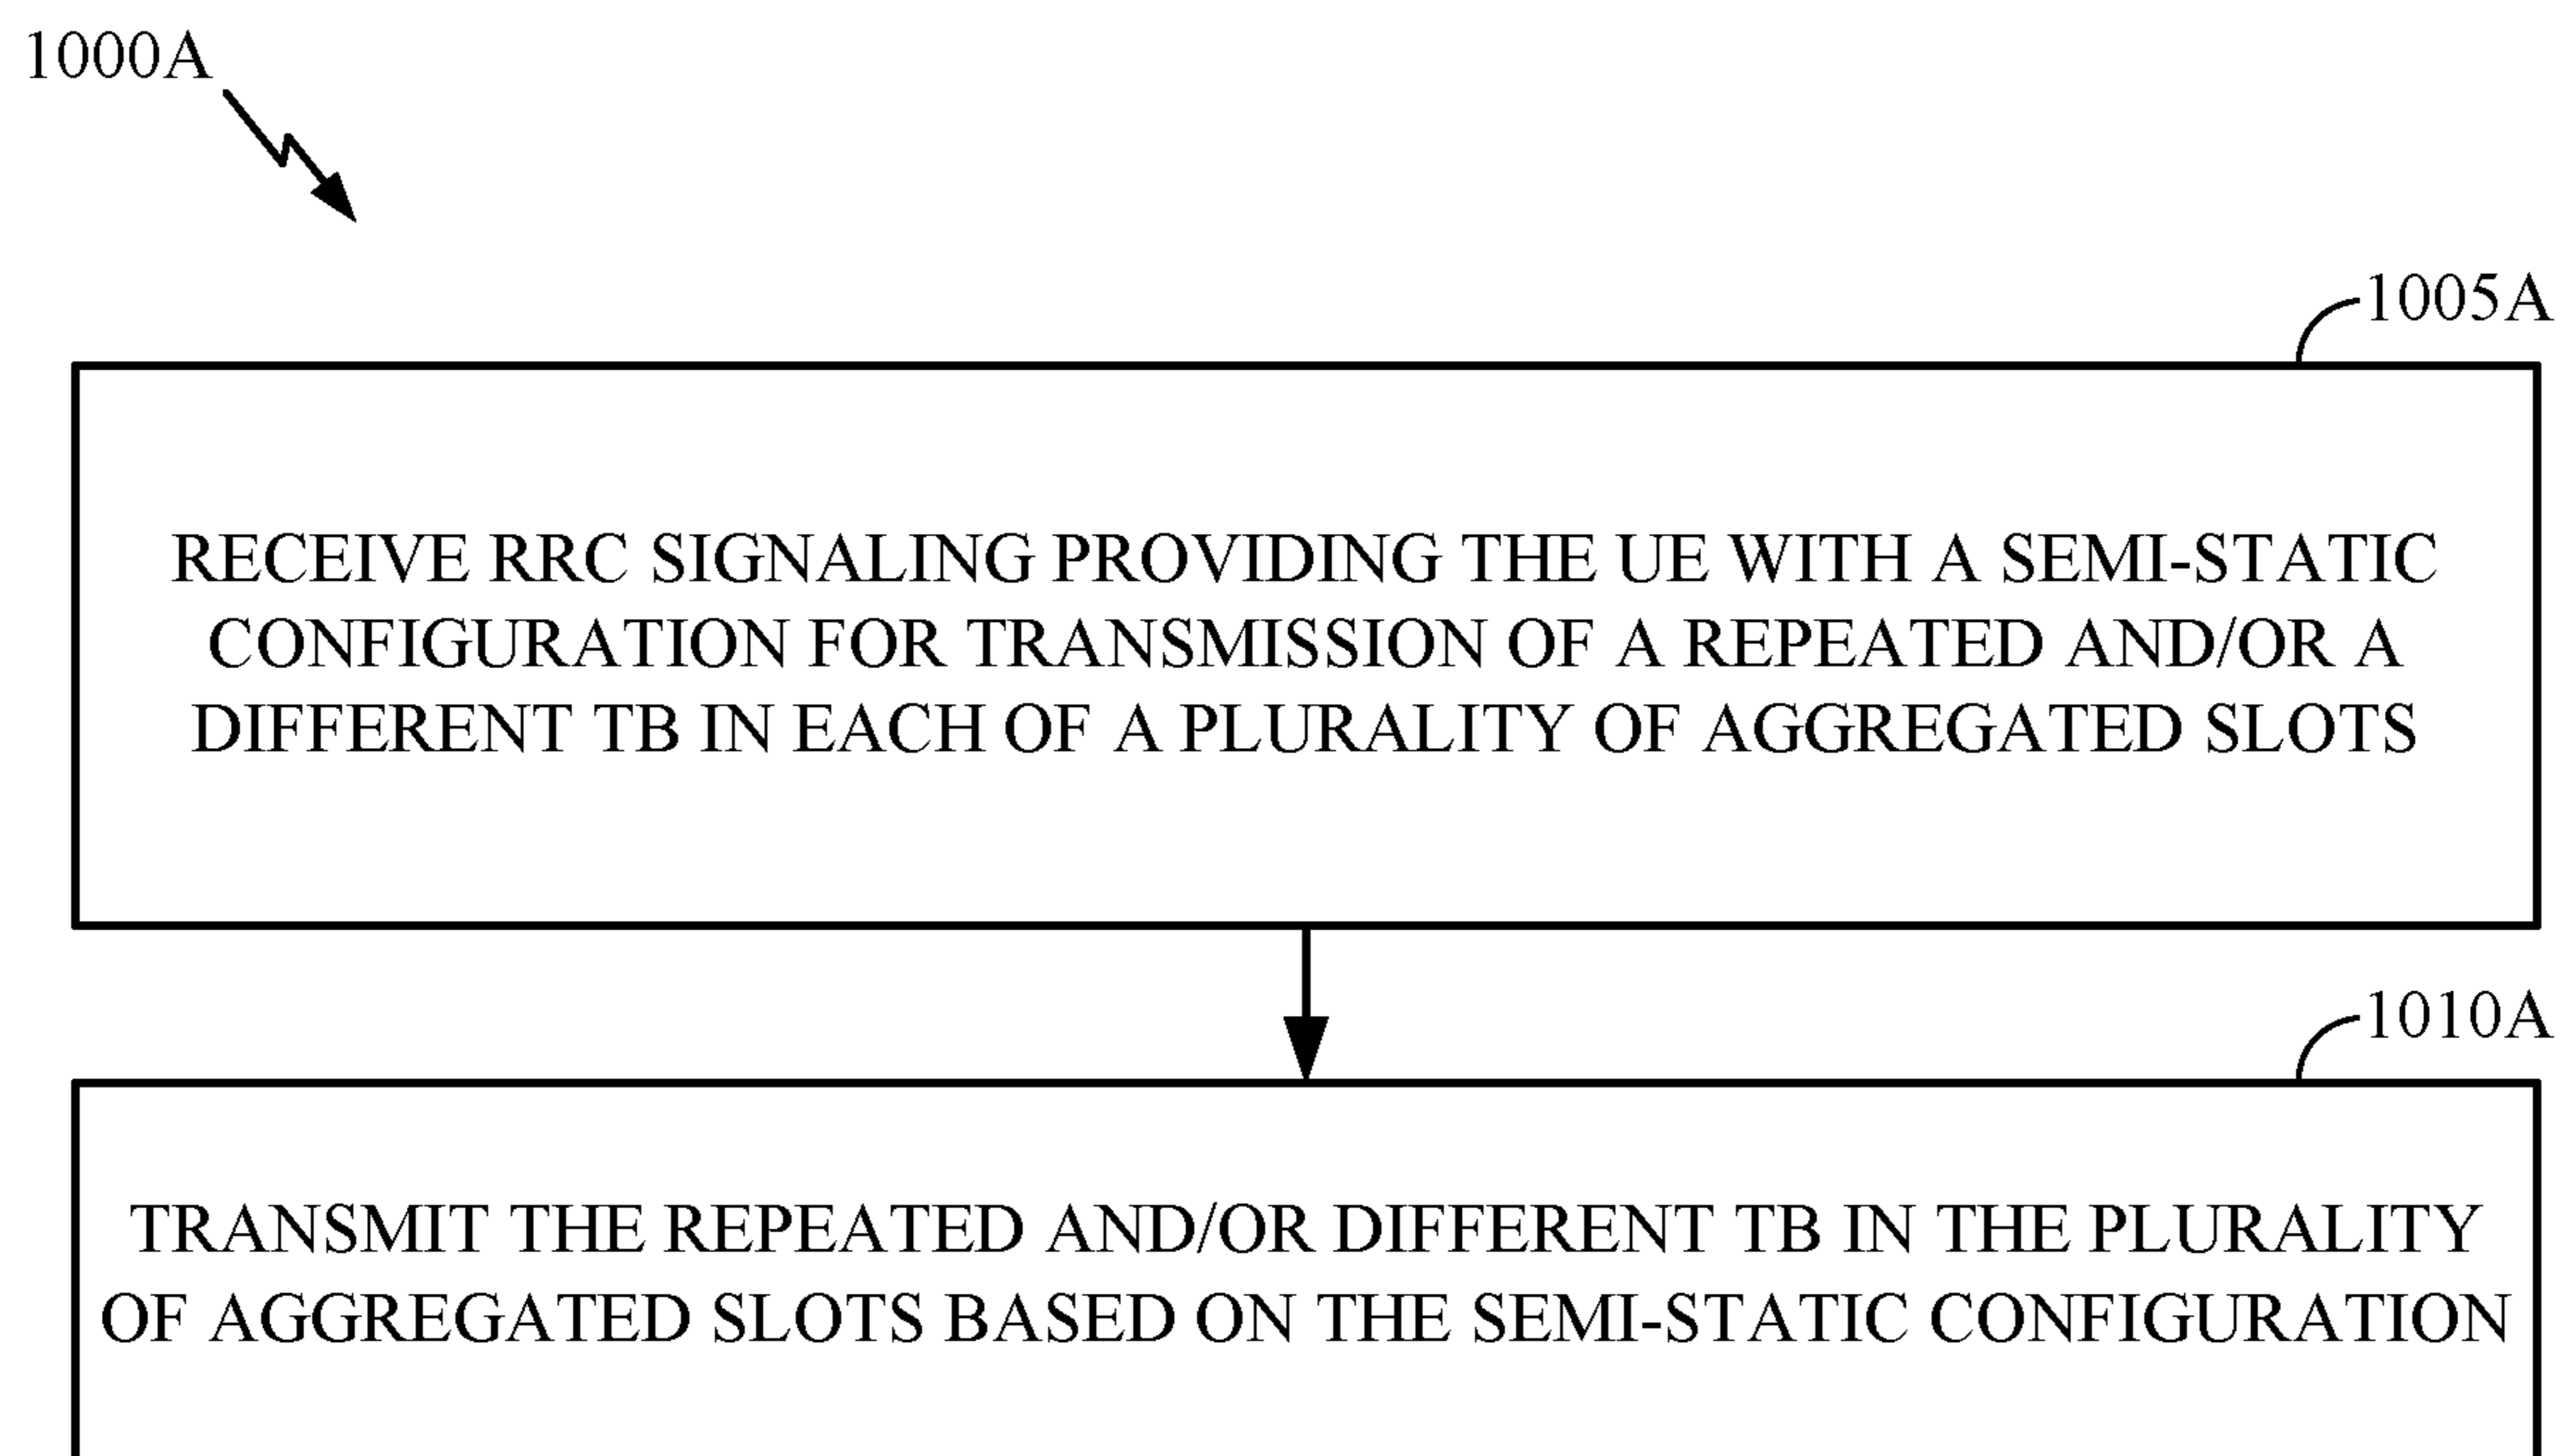 1000A
1005A
RECEIVE RRC SIGNALING PROVIDING THE UE WITH A SEMI-STATIC
CONFIGURATION FOR TRANSMISSION OF A REPEATED AND/OR A
DIFFERENT TB IN EACH OF A PLURALITY OF AGGREGATED SLOTS
1010A
TRANSMIT THE REPEATED AND/OR DIFFERENT TB IN THE PLURALITY
OF AGGREGATED SLOTS BASED ON THE SEMI-STATIC CONFIGURATION